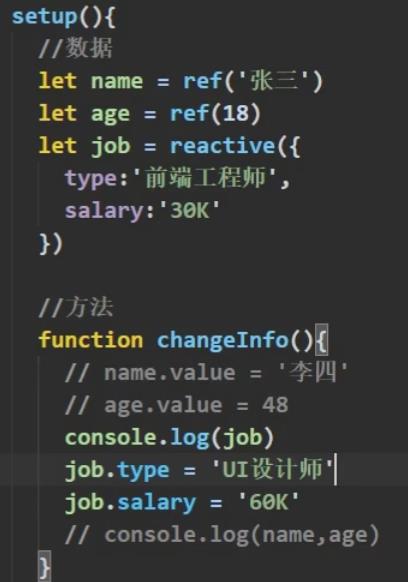 setup(){
//数据
let name = ref('张三')
let age = ref(18)
let job = reactive({
type:'前端工程师',
salary:'30K'
})
//方法
function changeInfo(){
// name.value = '李四'
// age.value = 48
console.log(job)
job.type = 'UI设计师'
job.salary = '60K'
// console.log(name,age)
}